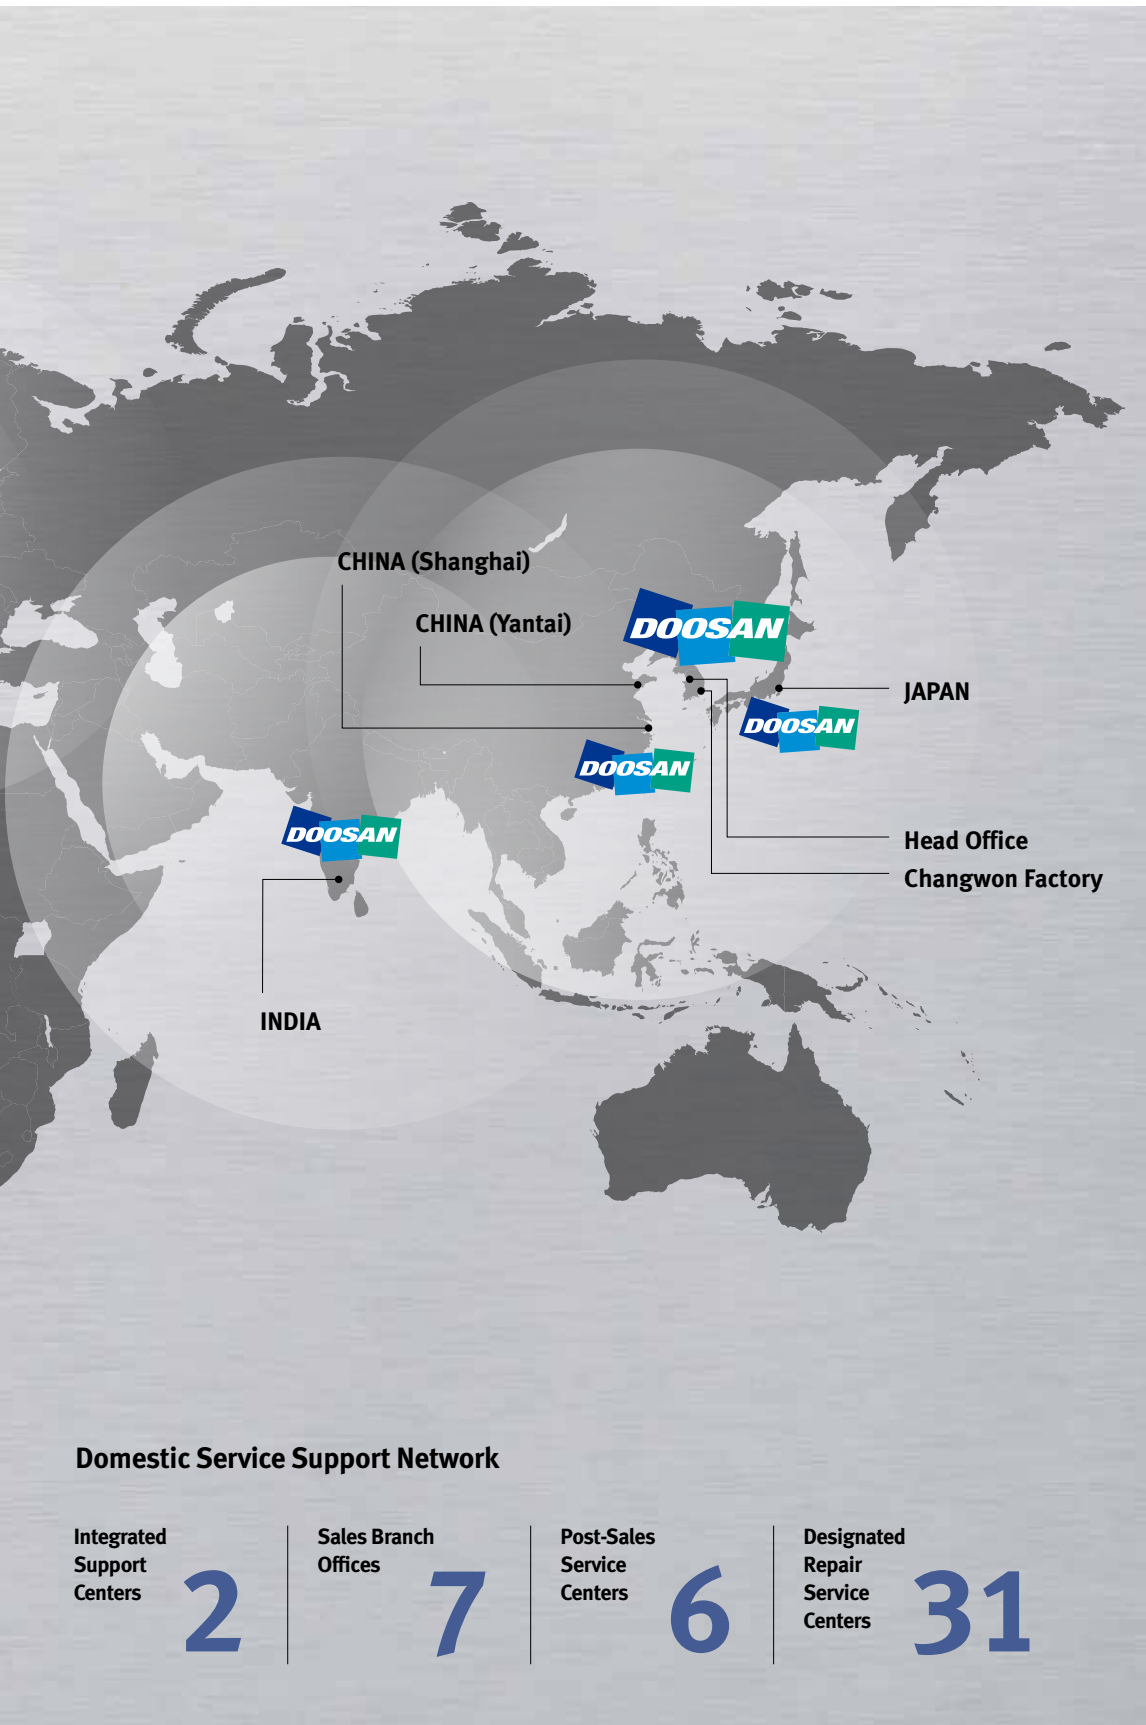 CHINA (Shanghai)
CHINA (Yantai)
DOOSAN
JAPAN
DOOSAN
DOOSAN
DOOSAN
Head Office
Changwon Factory
INDIA
Domestic Service Support Network
Integrated
Support
Centers
2
Sales Branch
Offices
7
Post-Sales
Service
Centers
6
Designated
Repair
Service
Centers
31